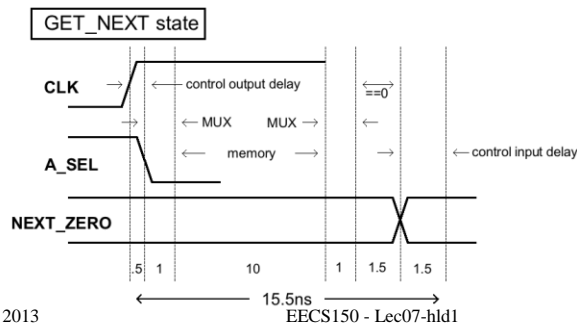 GET_NEXT state
CLK
control output delay
==0
MUX MUX
memory
A_SEL
control input delay
NEXT_ZERO
.5 1 10 1 1.5 1.5
15.5ns
2013 EECS150 - Lec07-hld1